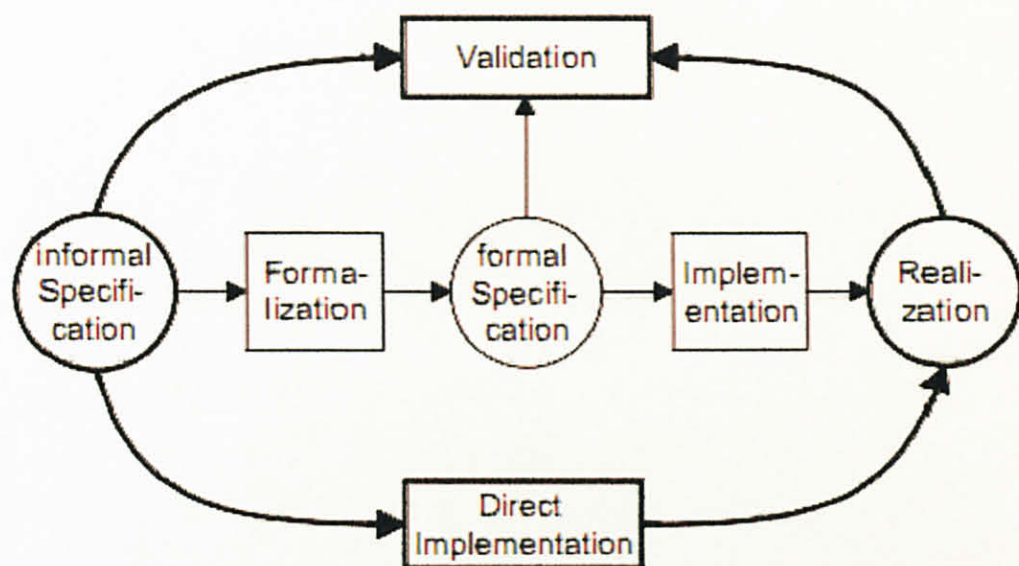 Validation
informal
Specifi-
cation
Forma-
lization
formal
Specifi-
cation
Implem-
entation
Reali-
zation
Direct
Implementation